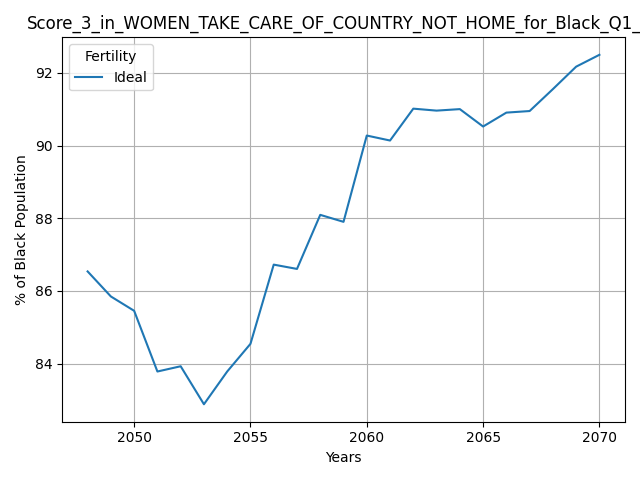 Score_3_in_WOMEN_TAKE_CARE_OF_COUNTRY_NOT_HOME_for_Black_Q1_
Fertility
Ideal
% of Black Population
92
90
88
86
84
2050 2055 2060 2065 2070
Years